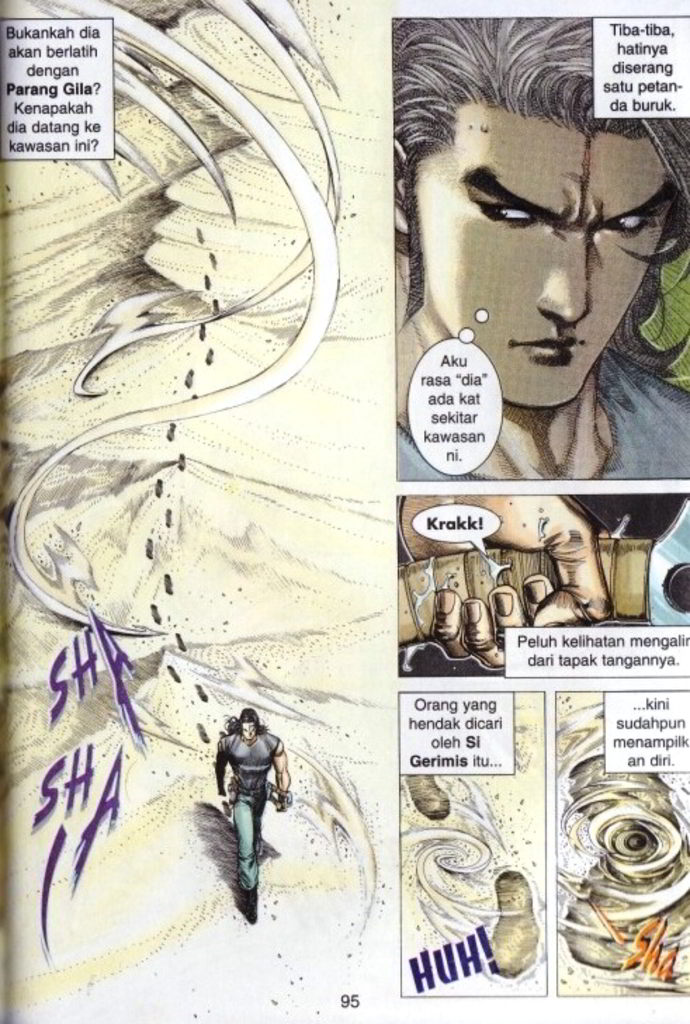 Bukankah dia
akan berlatih
dengan
Parang Gila?
Kenapakah
dia datang ke
kawasan ini?
SHA
SHA
Tiba-tiba,
hatinya
diserang
satu petan-
da buruk.
Aku
rasa "dia"
ada kat
sekitar
kawasan
ni.
Krakk!
Peluh kelihatan mengalir
dari tapak tangannya.
Orang yang
hendak dicari
oleh Si
Gerimis itu...
HUH!
...kini
sudahpun
menampilk
an diri.
Sha
95